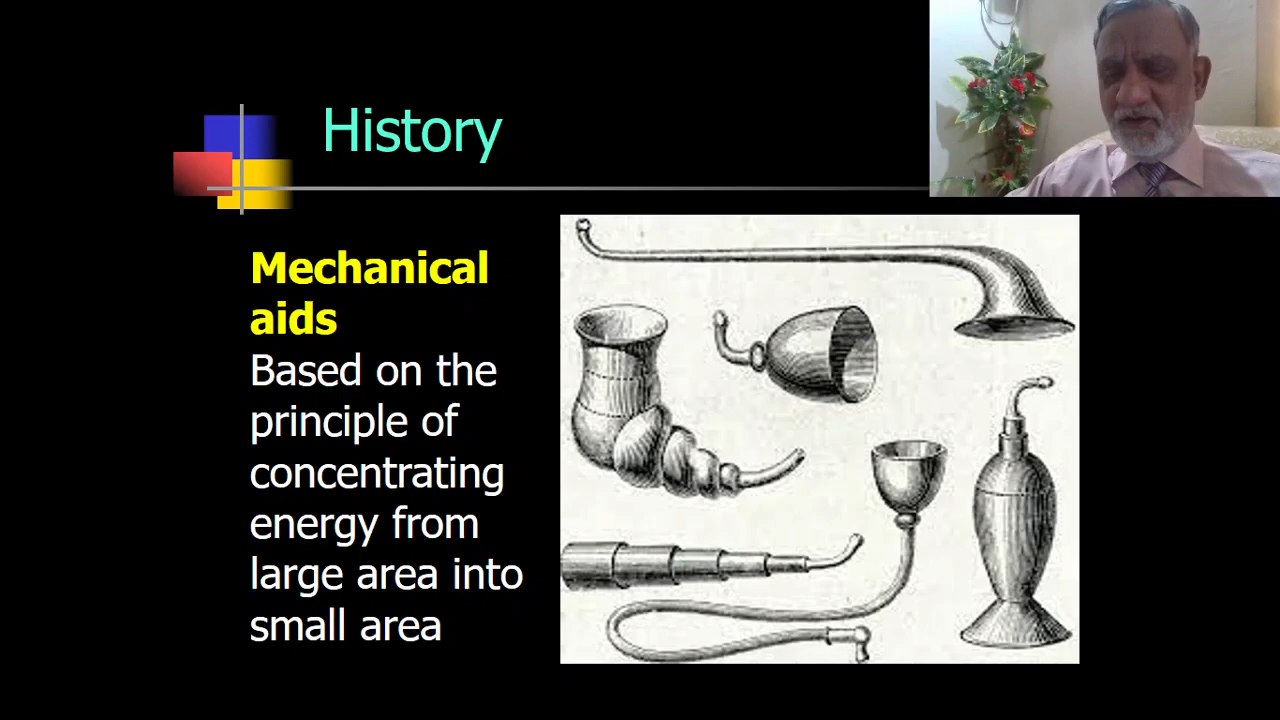 History
Mechanical
aids
Based on the
principle of
concentrating
energy from
large area into
small area